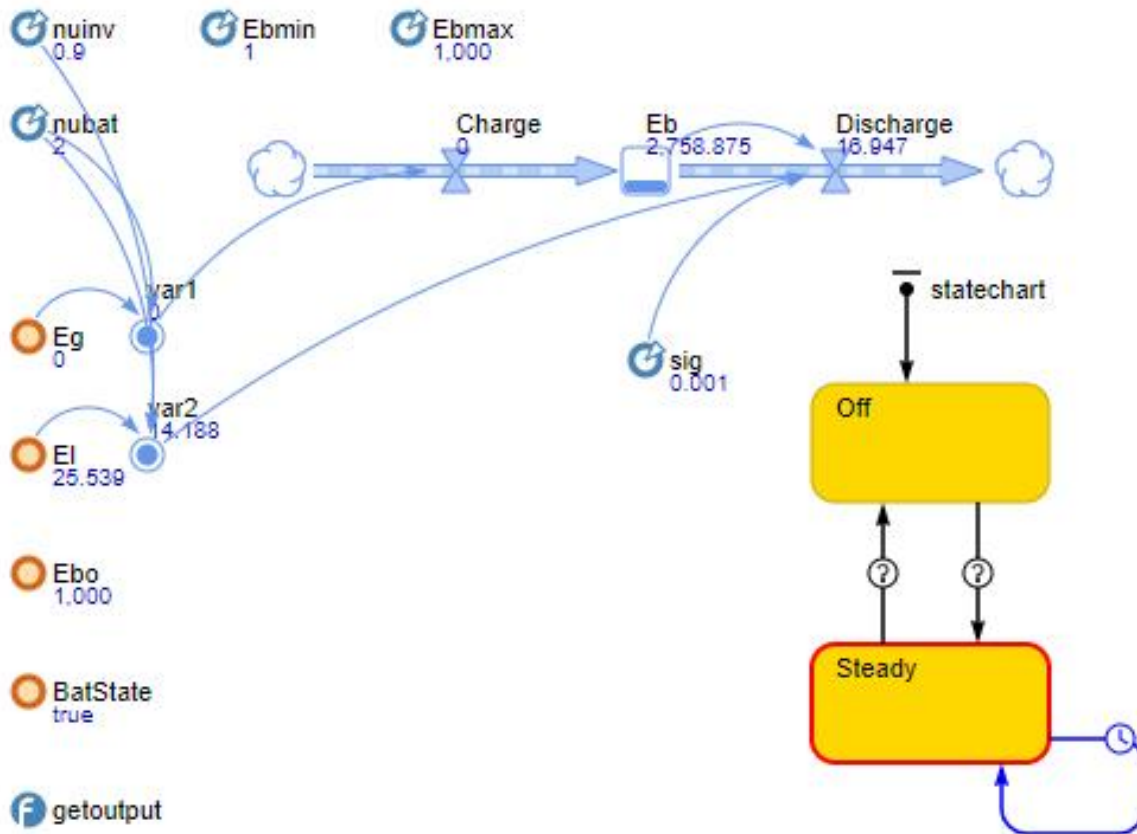 nuinv
0.9
Ebmin
1
Ebmax
1,000
nubat
2
Charge
0
Eb
2,758.875
Discharge
16.947
var1
0
Eg
0
statechart
sig
0.001
Off
var2
14.188
El
25.539
?
?
Ebo
1,000
Steady
BatState
true
F
getoutput